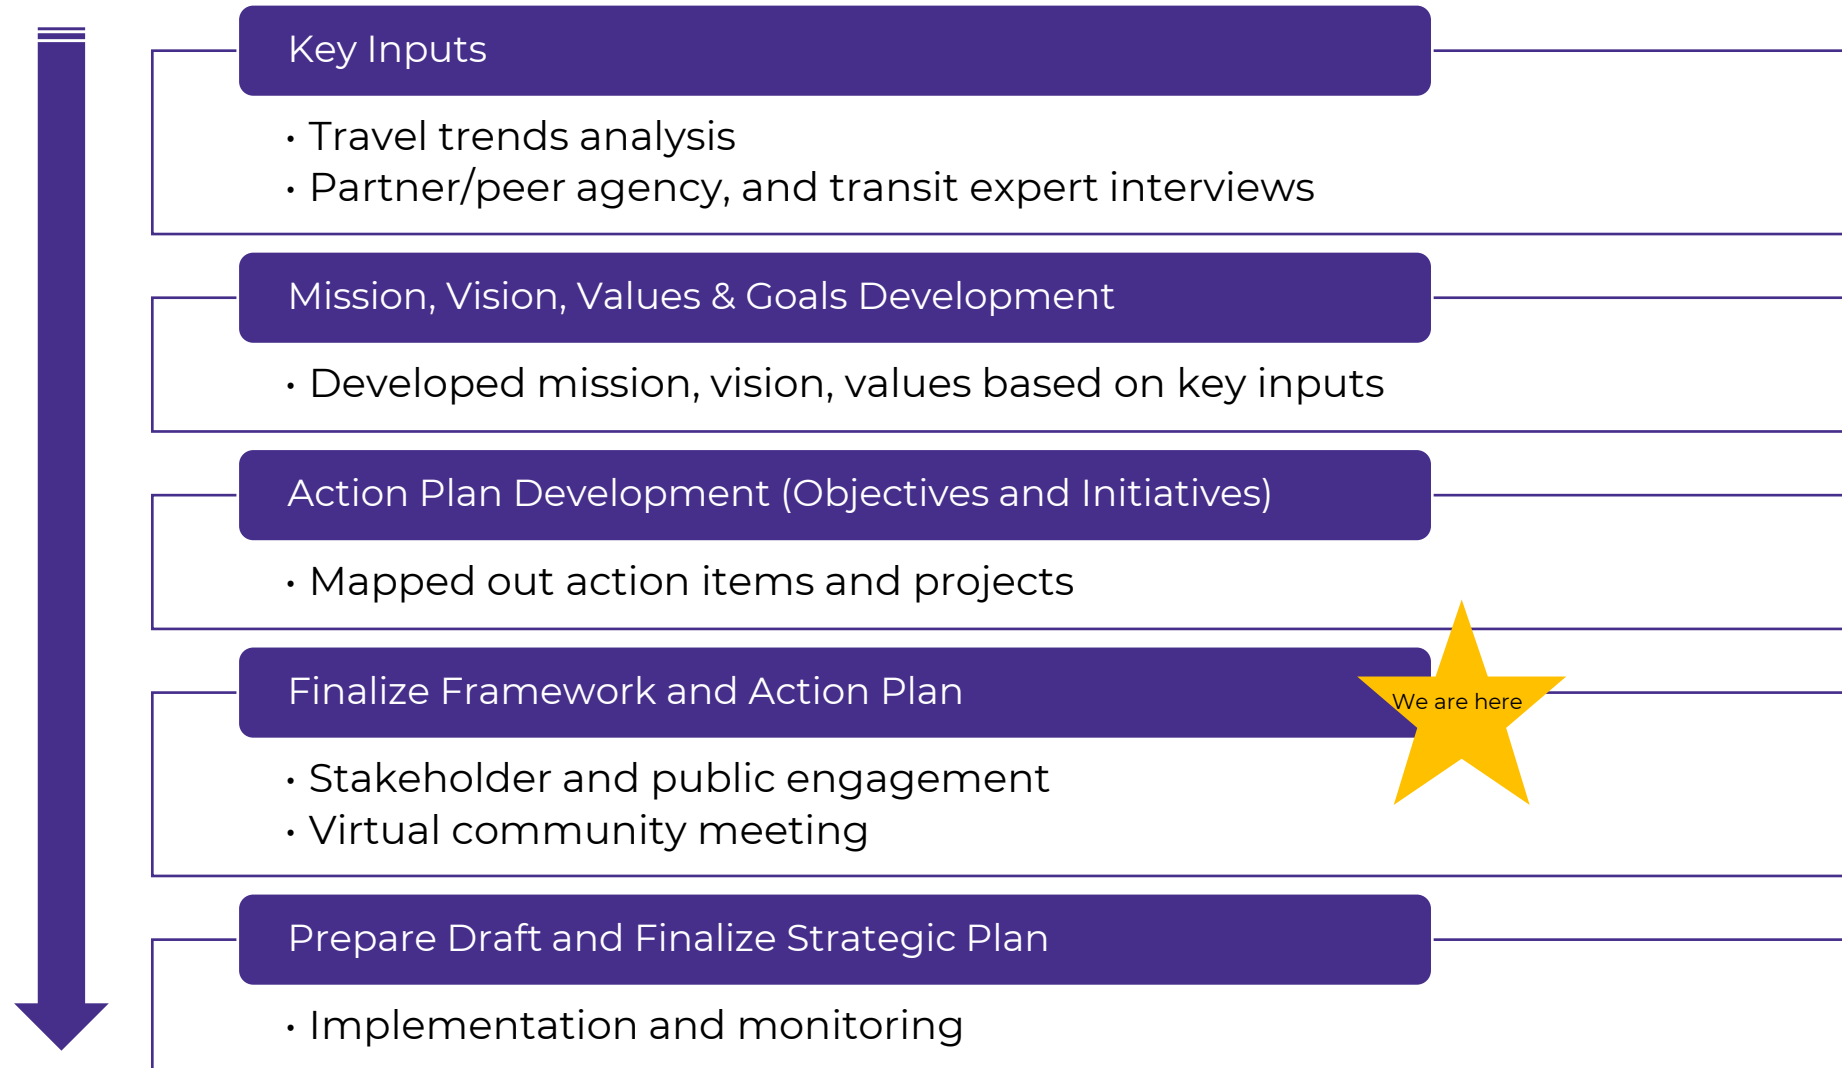 Key Inputs
• Travel trends analysis
• Partner/peer agency, and transit expert interviews
Mission, Vision, Values & Goals Development
• Developed mission, vision, values based on key inputs
Action Plan Development (Objectives and Initiatives)
• Mapped out action items and projects
Finalize Framework and Action Plan
We are here
• Stakeholder and public engagement
• Virtual community meeting
Prepare Draft and Finalize Strategic Plan
• Implementation and monitoring